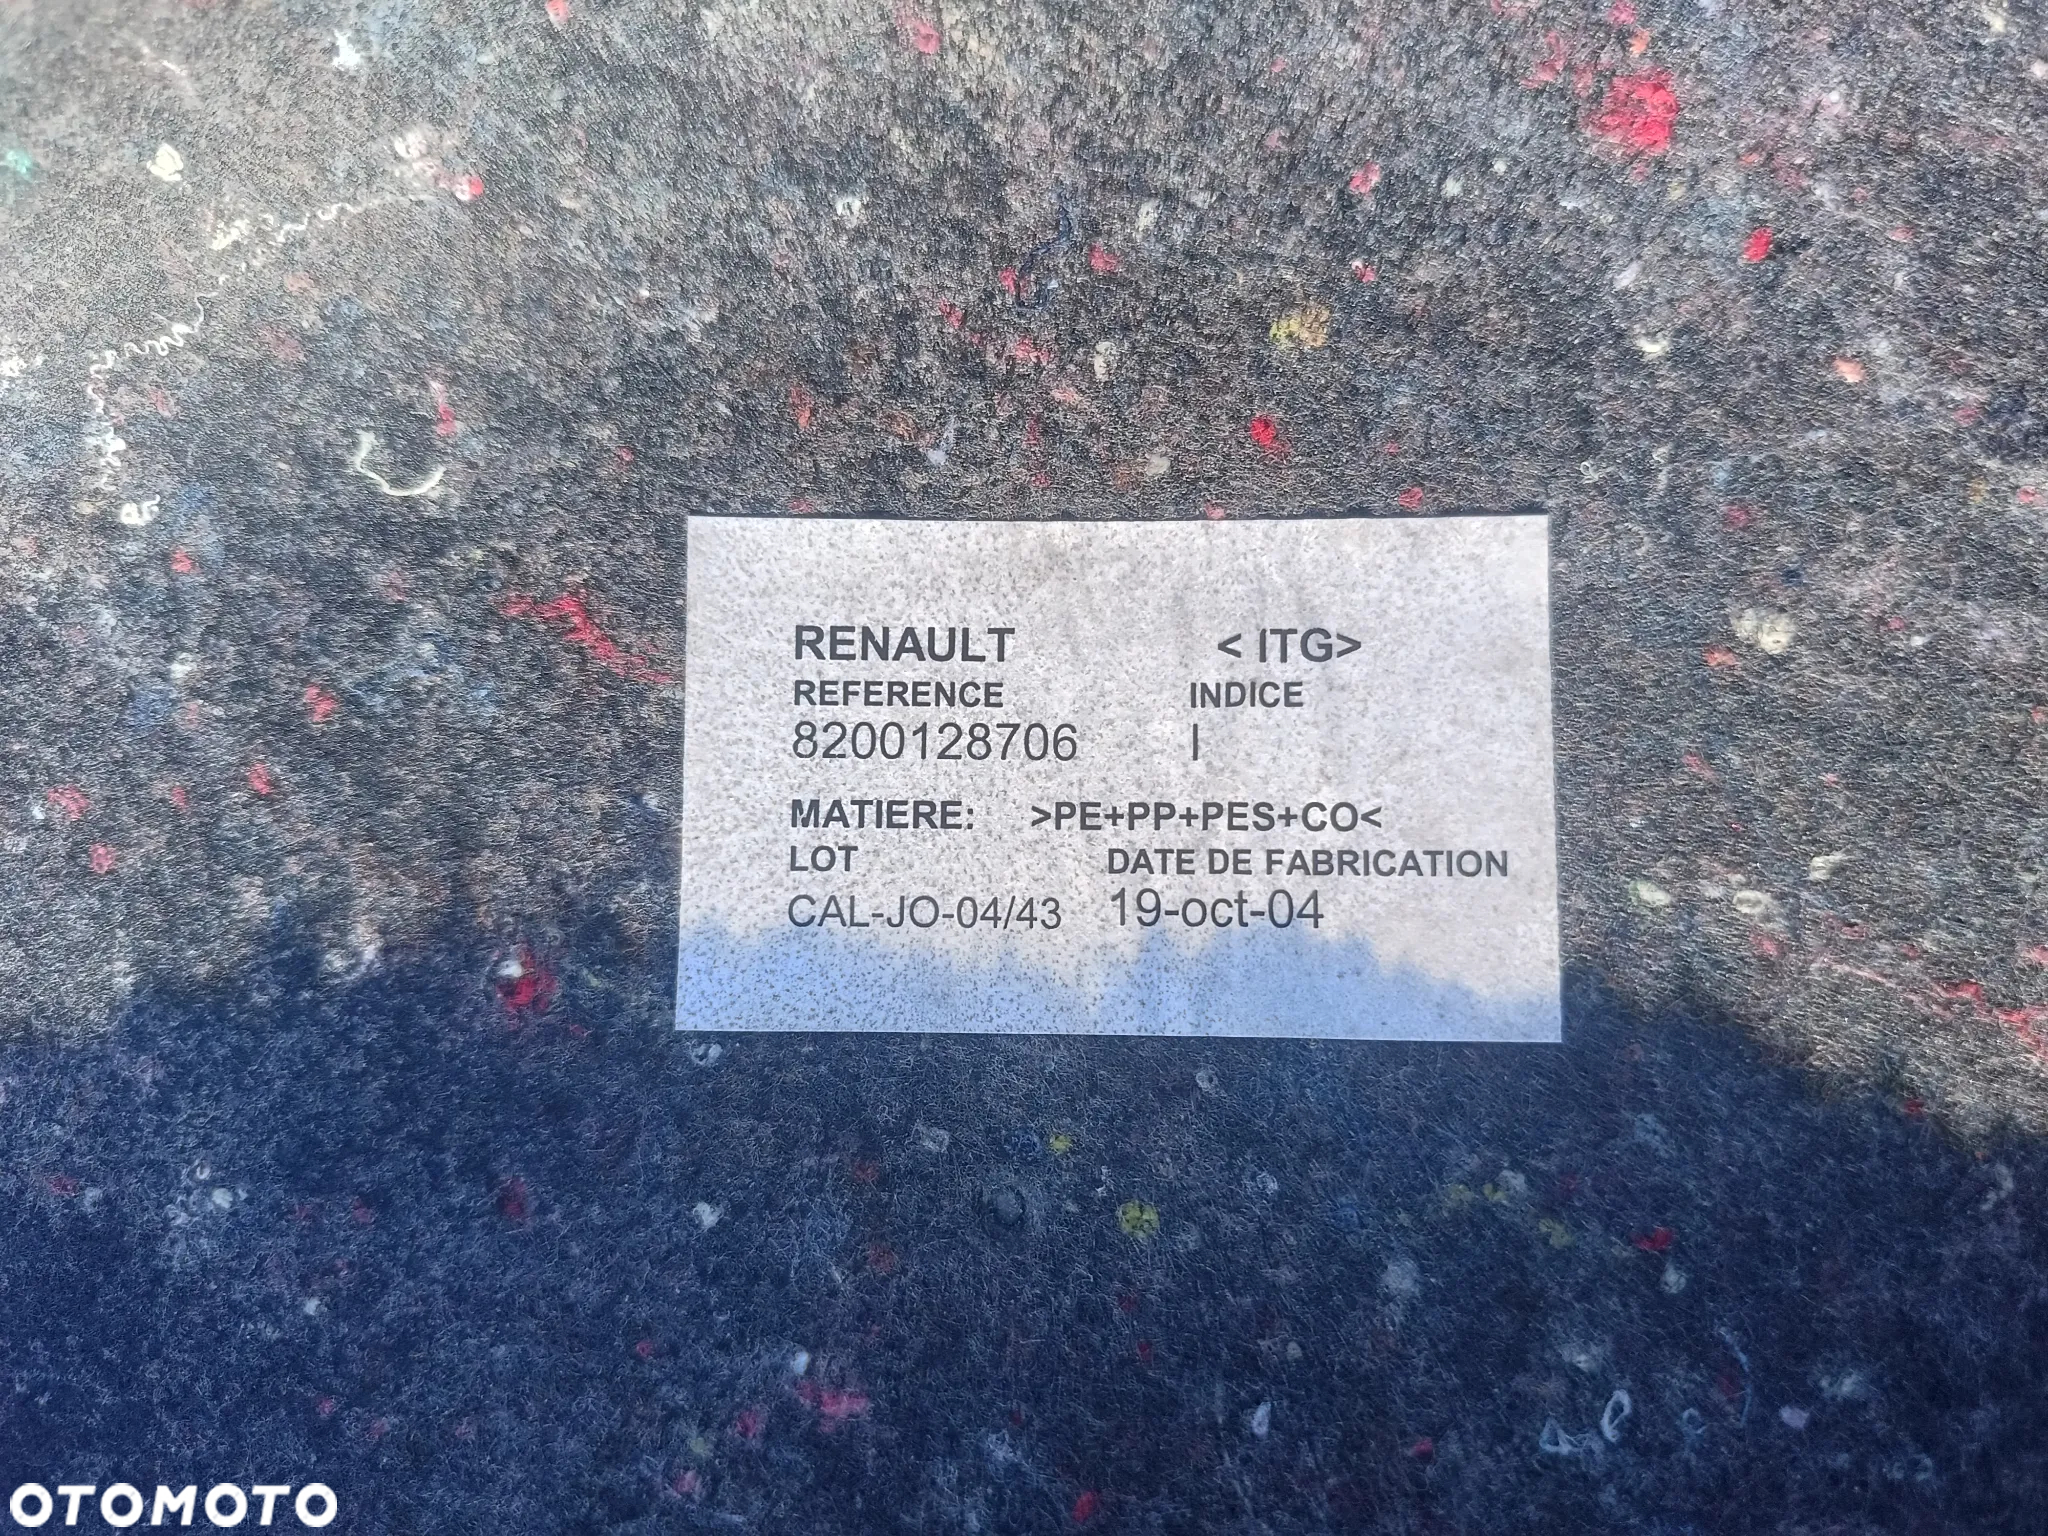 RENAULT < ITG>
REFERENCE INDICE
8200128706 I
MATIERE: >PE+PP+PES+CO<
LOT DATE DE FABRICATION
CAL-JO-04/43 19-oct-04
OTOMOTO